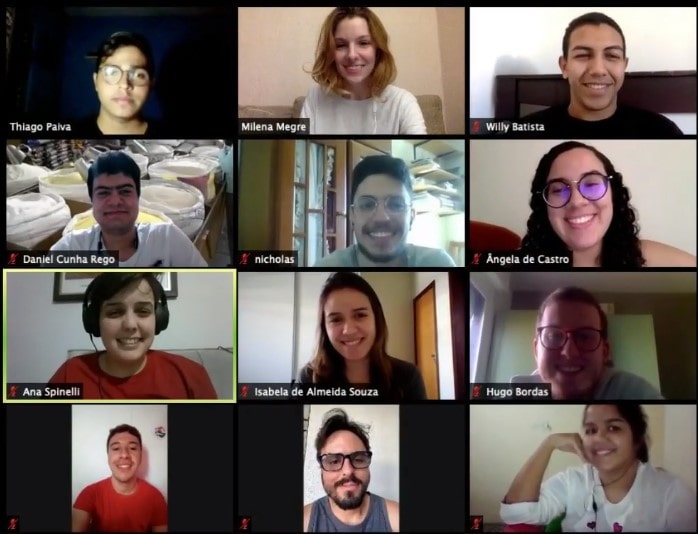 Thiago Paiva
Milena Megre
Willy Batista
Daniel Cunha Rego
nicholas
Ângela de Castro
Ana Spinelli
Isabela de Almeida Souza
Hugo Bordas